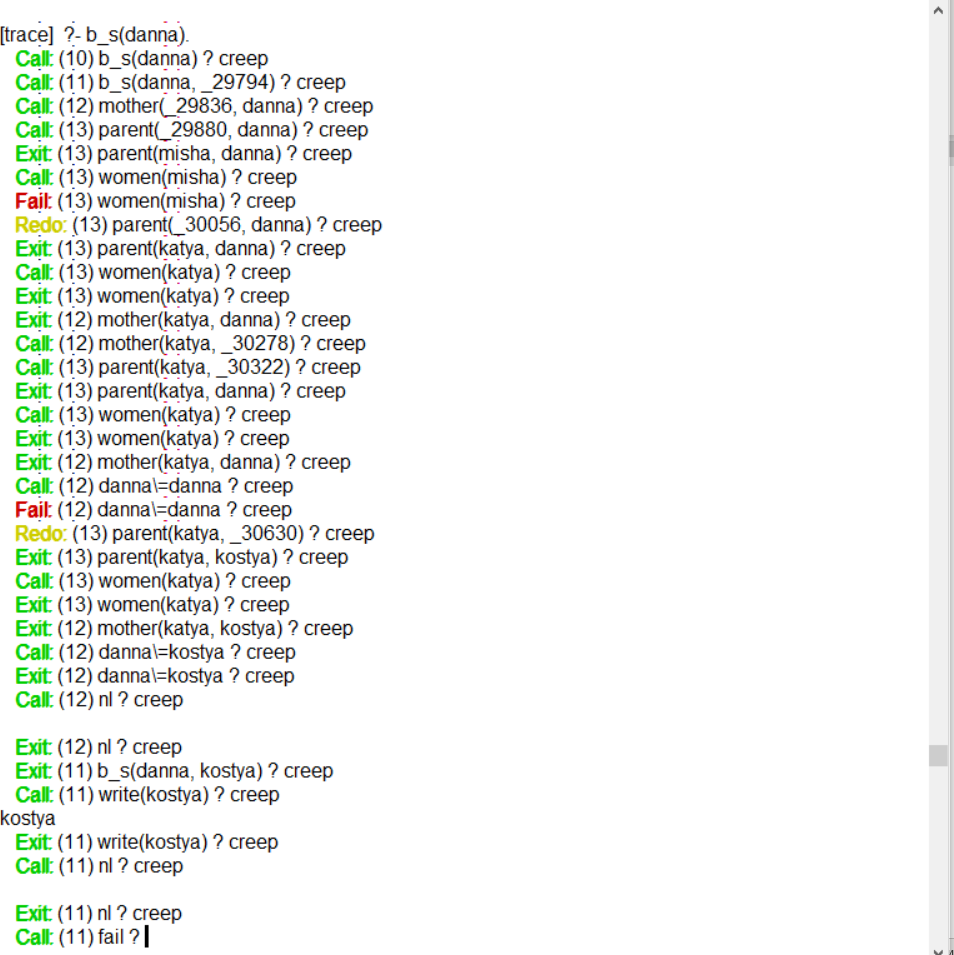 [trace]  ?- b_s(danna).
Call: (10) b_s(danna) ? creep
Call: (11) b_s(danna, _29794) ? creep
Call: (12) mother(_29836, danna) ? creep
Call: (13) parent(_29880, danna) ? creep
Exit: (13) parent(misha, danna) ? creep
Call: (13) women(misha) ? creep
Fail: (13) women(misha) ? creep
Redo: (13) parent(_30056, danna) ? creep
Exit: (13) parent(katya, danna) ? creep
Call: (13) women(katya) ? creep
Exit: (13) women(katya) ? creep
Exit: (12) mother(katya, danna) ? creep
Call: (12) mother(katya, _30278) ? creep
Call: (13) parent(katya, _30322) ? creep
Exit: (13) parent(katya, danna) ? creep
Call: (13) women(katya) ? creep
Exit: (13) women(katya) ? creep
Exit: (12) mother(katya, danna) ? creep
Call: (12) danna\=danna ? creep
Fail: (12) danna\=danna ? creep
Redo: (13) parent(katya, _30630) ? creep
Exit: (13) parent(katya, kostya) ? creep
Call: (13) women(katya) ? creep
Exit: (13) women(katya) ? creep
Exit: (12) mother(katya, kostya) ? creep
Call: (12) danna\=kostya ? creep
Exit: (12) danna\=kostya ? creep
Call: (12) nl ? creep
Exit: (12) nl ? creep
Exit: (11) b_s(danna, kostya) ? creep
Call: (11) write(kostya) ? creep
kostya
Exit: (11) write(kostya) ? creep
Call: (11) nl ? creep
Exit: (11) nl ? creep
Call: (11) fail ?